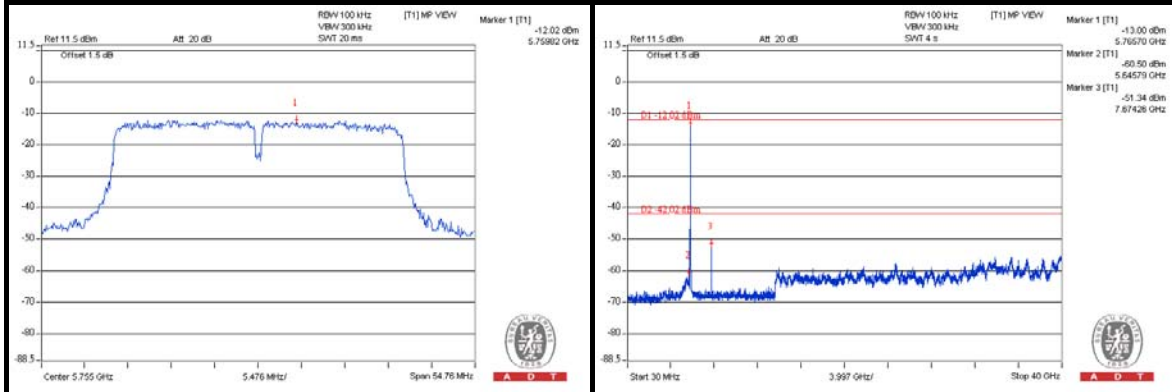 RBW 100 kHz [T1] MP VIEW
VBW 300 kHz
Ref 11.5 dBm Att 20 dB SWT 20 ms
Marker 1 [T1]
-12.02 dBm
5.75982 GHz
11.5
Offset 1.5 dB
0
-10
-20
-30
-40
-50
-60
-70
-80
-88.5
1
Center 5.755 GHz 5.476 MHz/ Span 54.76 MHz
BUREAU VERITAS
1828
A D T
RBW 100 kHz [T1] MP VIEW
VBW 300 kHz
Ref 11.5 dBm Att 20 dB SWT 4 s
Marker 1 [T1]
-13.00 dBm
5.76570 GHz
Marker 2 [T1]
-60.50 dBm
5.64579 GHz
Marker 3 [T1]
-51.34 dBm
7.67426 GHz
11.5
Offset 1.5 dB
0
-10
-20
-30
-40
-50
-60
-70
-80
-88.5
1
D1 -12.02 dBm
D2 -42.02 dBm
3
2
Start 30 MHz 3.997 GHz/ Stop 40 GHz
BUREAU VERITAS
1828
A D T